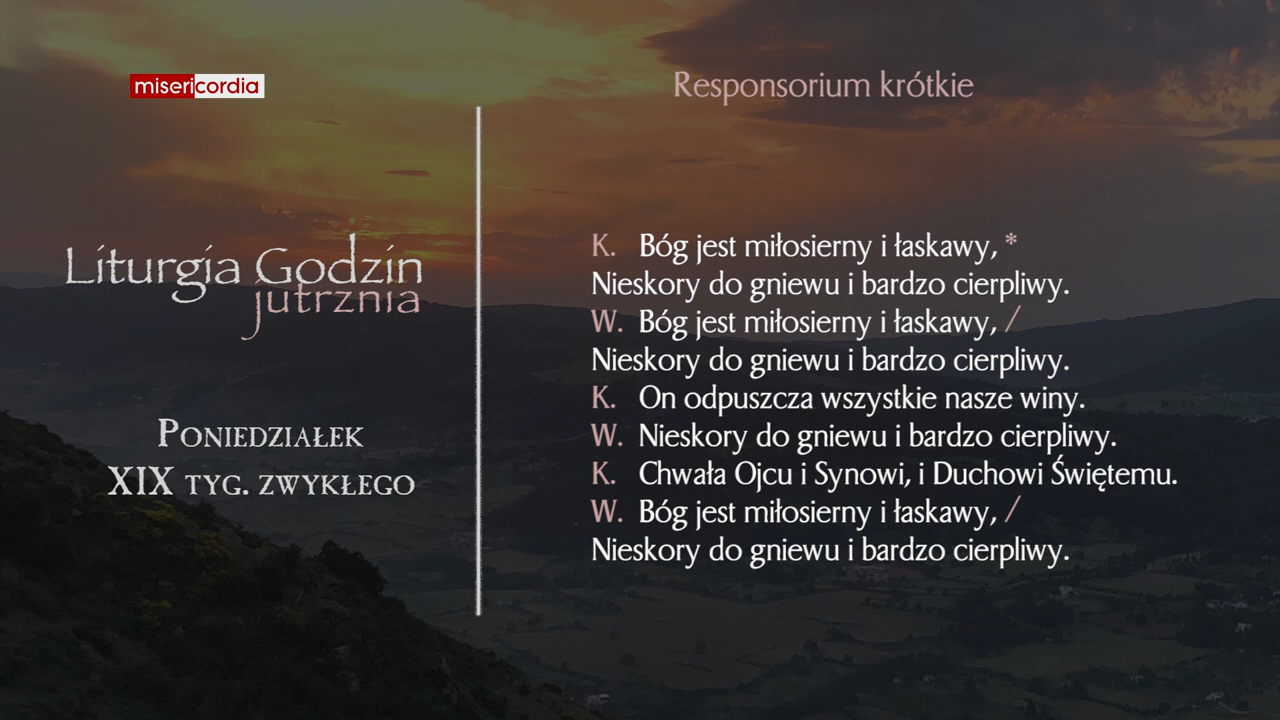 misericordia
Liturgia Godzin
jutrznia
Poniedziałek
XIX tyg. zwykłego
Responsorium krótkie
K. Bóg jest miłosierny i łaskawy, *
Nieskory do gniewu i bardzo cierpliwy.
W. Bóg jest miłosierny i łaskawy, /
Nieskory do gniewu i bardzo cierpliwy.
K. On odpuszcza wszystkie nasze winy.
W. Nieskory do gniewu i bardzo cierpliwy.
K. Chwała Ojcu i Synowi, i Duchowi Świętemu.
W. Bóg jest miłosierny i łaskawy, /
Nieskory do gniewu i bardzo cierpliwy.